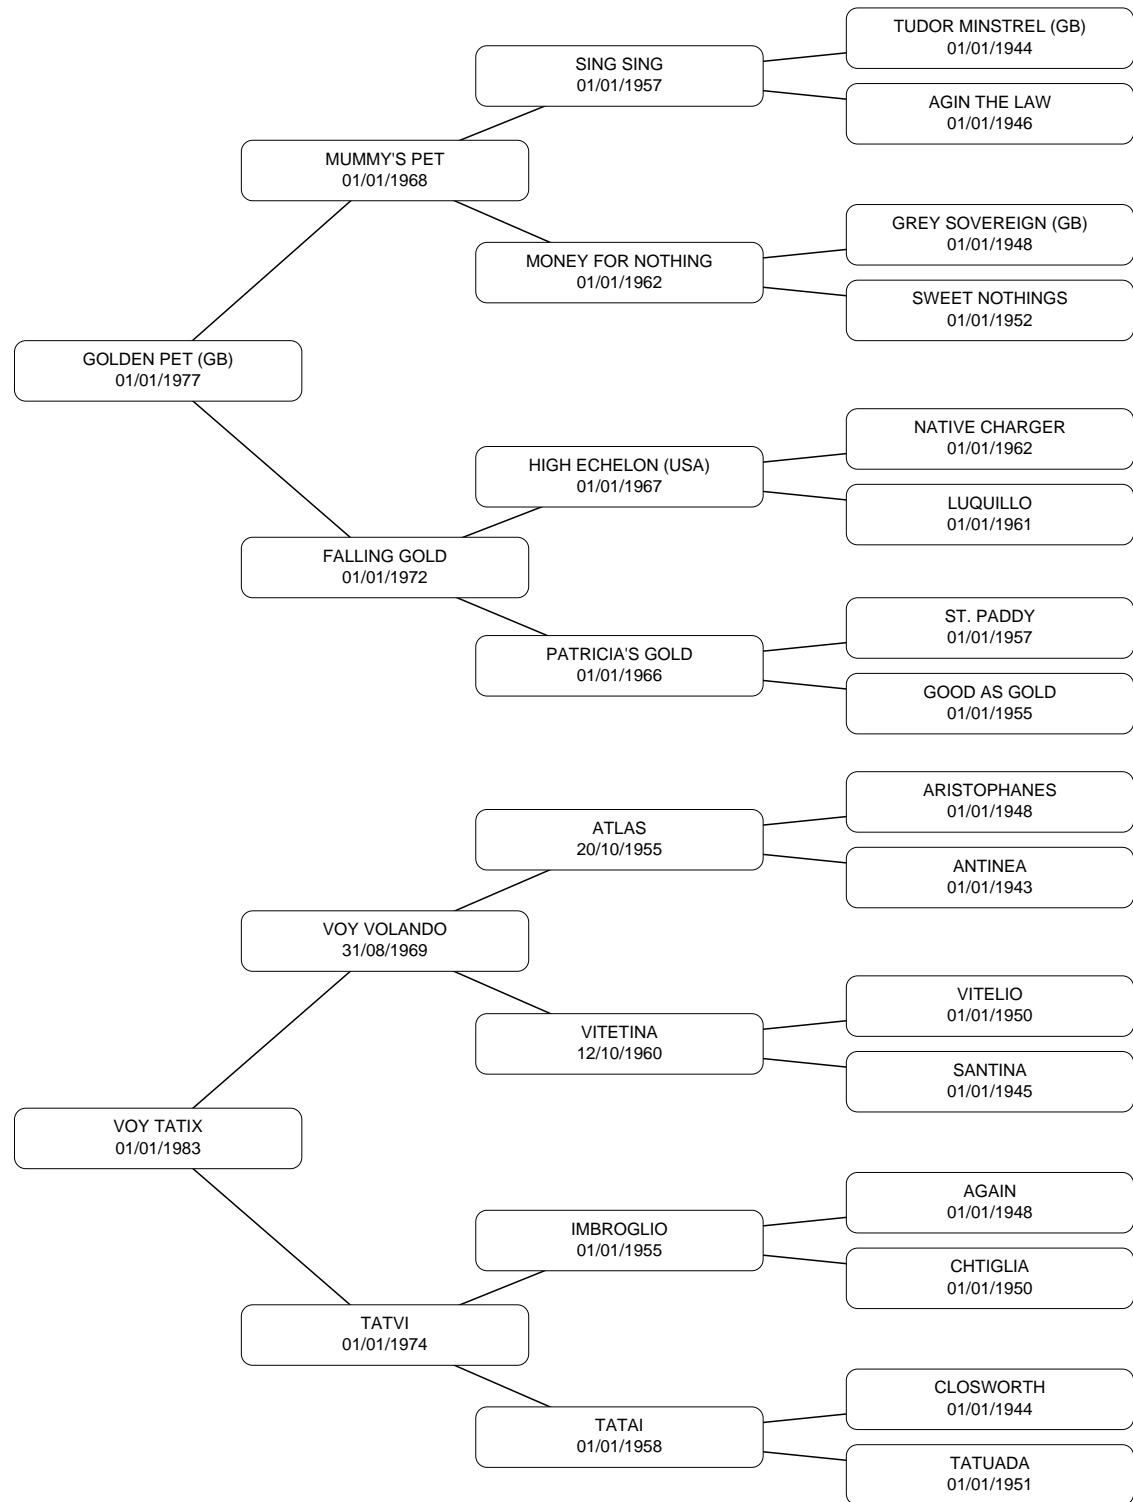 TUDOR MINSTREL (GB)
01/01/1944
SING SING
01/01/1957
AGIN THE LAW
01/01/1946
MUMMY'S PET
01/01/1968
GREY SOVEREIGN (GB)
01/01/1948
MONEY FOR NOTHING
01/01/1962
SWEET NOTHINGS
01/01/1952
GOLDEN PET (GB)
01/01/1977
NATIVE CHARGER
01/01/1962
HIGH ECHELON (USA)
01/01/1967
LUQUILLO
01/01/1961
FALLING GOLD
01/01/1972
ST. PADDY
01/01/1957
PATRICIA'S GOLD
01/01/1966
GOOD AS GOLD
01/01/1955
ARISTOPHANES
01/01/1948
ATLAS
20/10/1955
ANTINEA
01/01/1943
VOY VOLANDO
31/08/1969
VITELIO
01/01/1950
VITETINA
12/10/1960
SANTINA
01/01/1945
VOY TATIX
01/01/1983
AGAIN
01/01/1948
IMBROGLIO
01/01/1955
CHTIGLIA
01/01/1950
TATVI
01/01/1974
CLOSWORTH
01/01/1944
TATAI
01/01/1958
TATUADA
01/01/1951